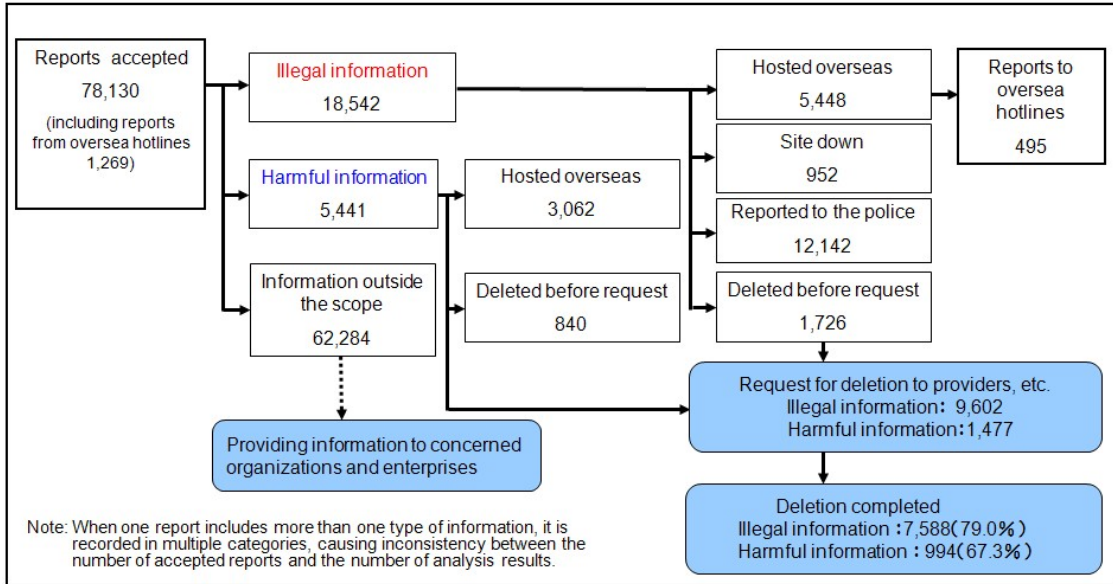 Reports accepted
78,130
(including reports
from oversea hotlines
1,269)
Illegal information
18,542
Harmful information
5,441
Information outside
the scope
62,284
Providing information to concerned
organizations and enterprises
Hosted overseas
3,062
Deleted before request
840
Hosted overseas
5,448
Site down
952
Reported to the police
12,142
Deleted before request
1,726
Reports to
oversea
hotlines
495
Request for deletion to providers, etc.
Illegal information: 9,602
Harmful information:1,477
Deletion completed
Illegal information :7,588(79.0%)
Harmful information : 994(67.3%)
Note: When one report includes more than one type of information, it is
recorded in multiple categories, causing inconsistency between the
number of accepted reports and the number of analysis results.